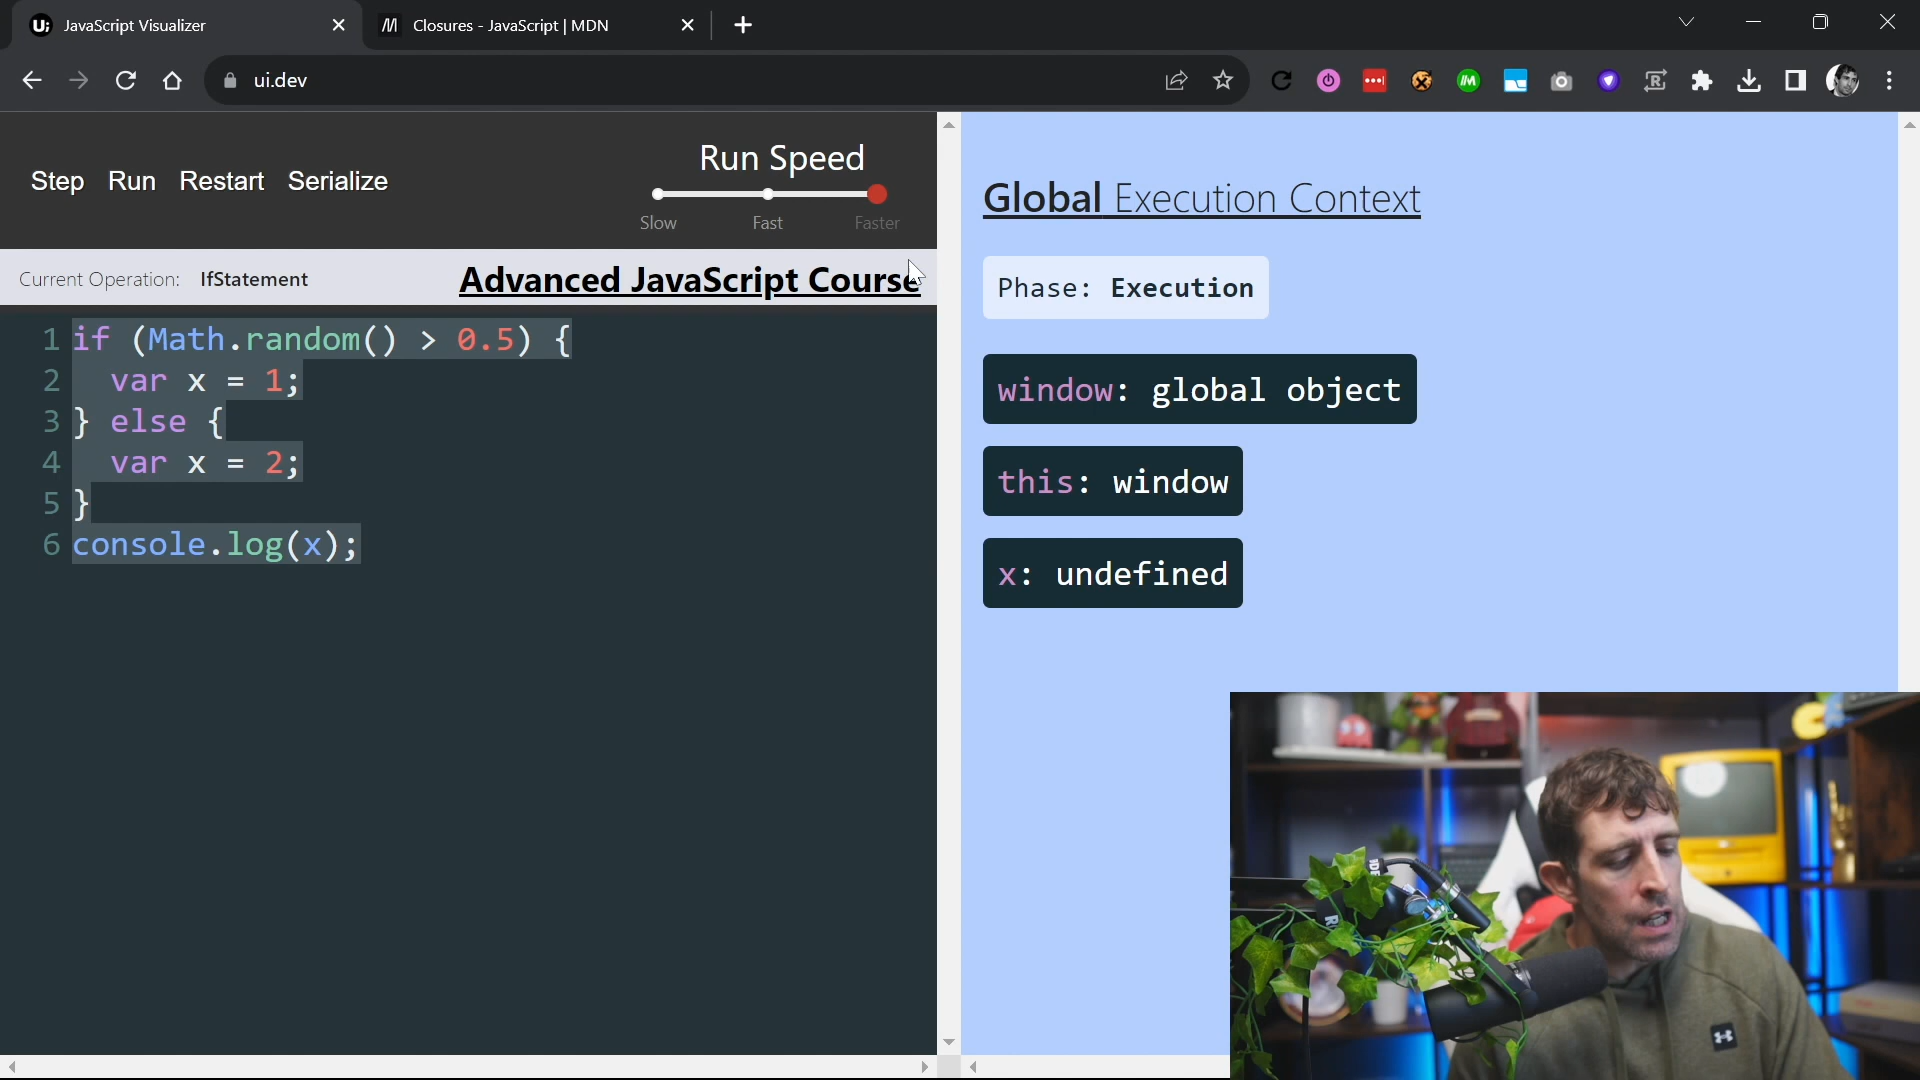 JavaScript Visualizer
Closures - JavaScript | MDN
ui.dev
Step Run Restart Serialize
Run Speed
Slow Fast Faster
Current Operation: IfStatement
Advanced JavaScript Course
1 if (Math.random() > 0.5) {
2 var x = 1;
3 } else {
4 var x = 2;
5 }
6 console.log(x);
Global Execution Context
Phase: Execution
window: global object
this: window
x: undefined